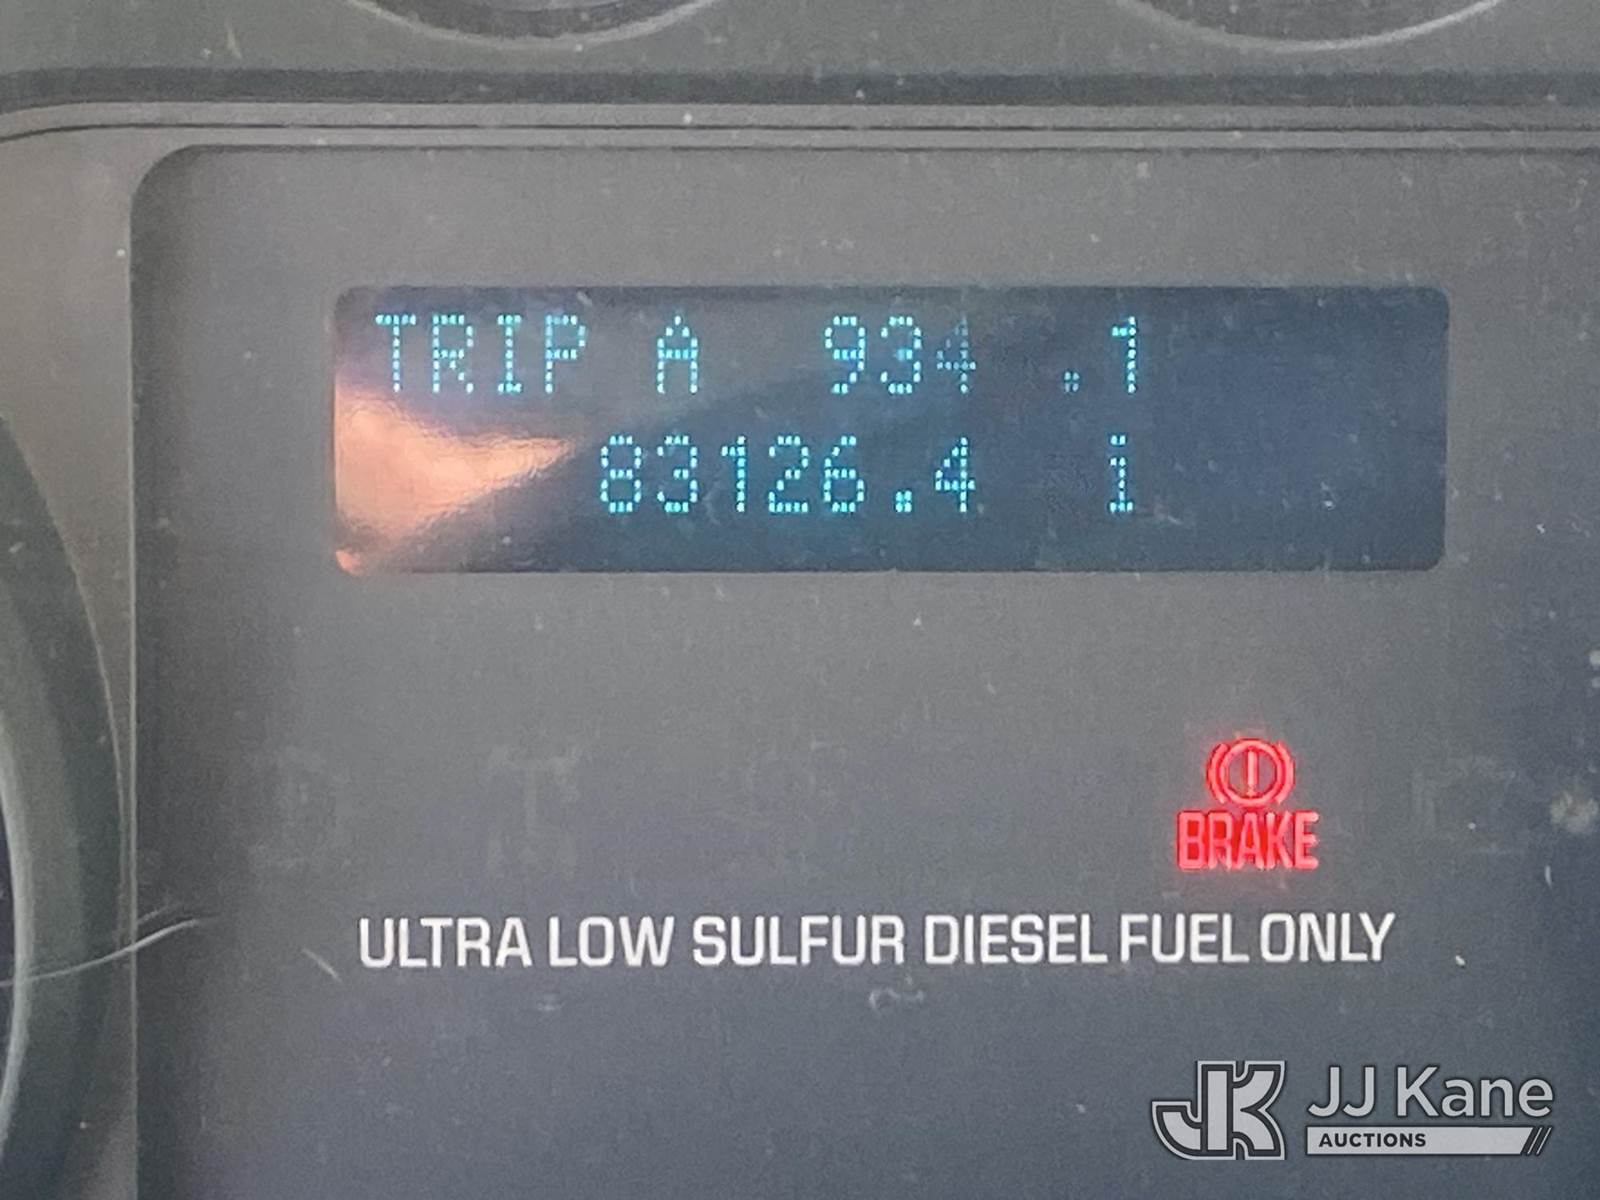 TRIP A 934 .1
83126.4 i
BRAKE
ULTRA LOW SULFUR DIESEL FUEL ONLY
JK JJ Kane
AUCTIONS